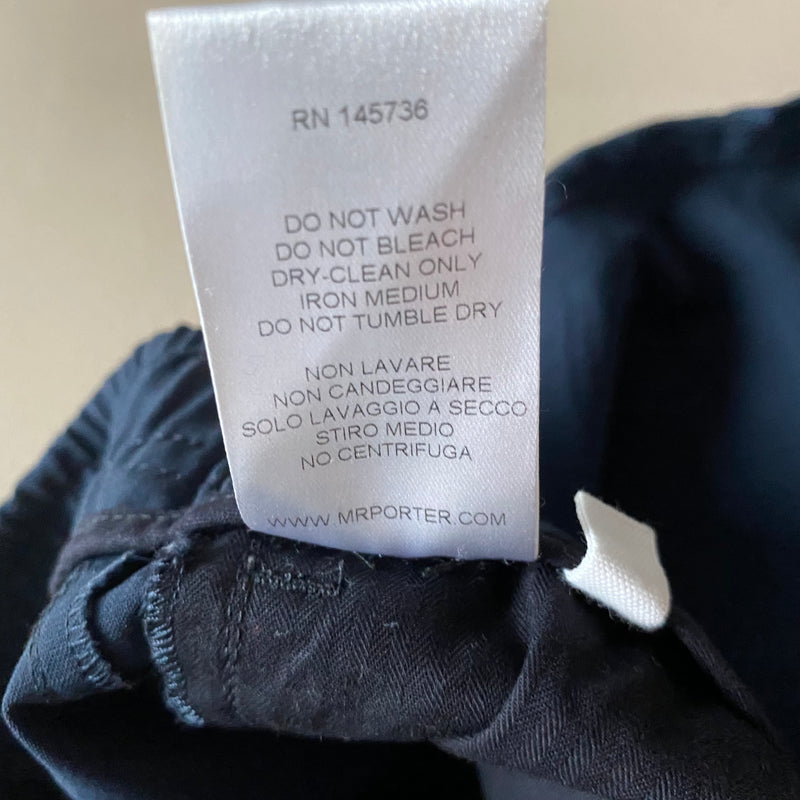 RN 145736
DO NOT WASH
DO NOT BLEACH
DRY-CLEAN ONLY
IRON MEDIUM
DO NOT TUMBLE DRY
NON LAVARE
NON CANDEGGIARE
SOLO LAVAGGIO A SECCO
STIRO MEDIO
NO CENTRIFUGA
WWW.MRPORTER.COM